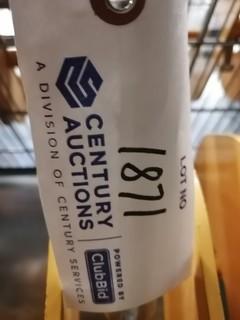 CENTURY
AUCTIONS
A DIVISION OF CENTURY SERVICES
POWERED BY
ClubBid
LOT NO
1871